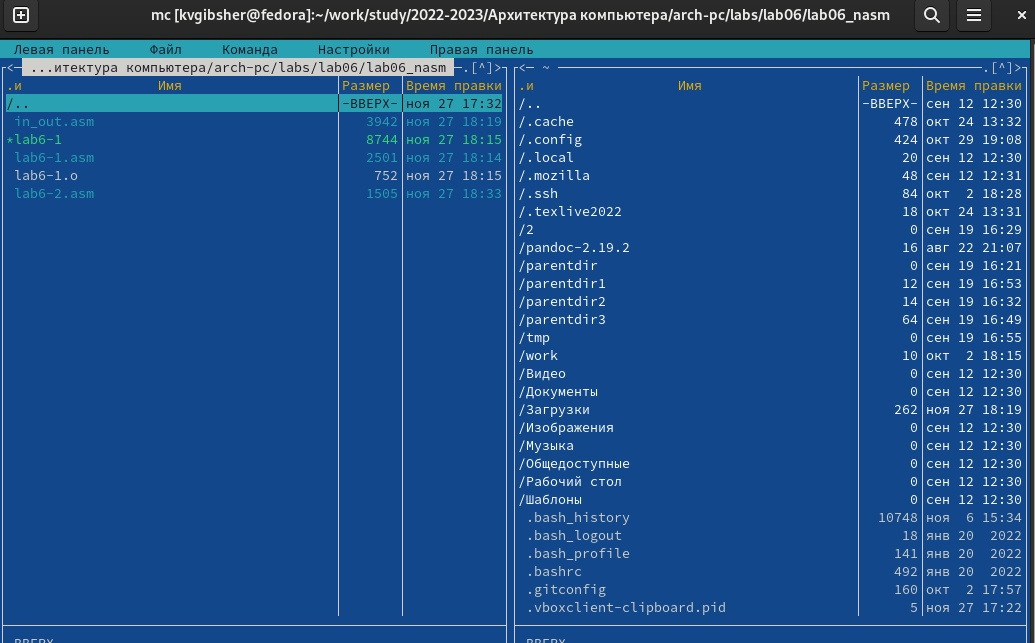 mc [kvgibsher@fedora]:~/work/study/2022-2023/Архитектура компьютера/arch-pc/labs/lab06/lab06_nasm
Левая панель Файл Команда Настройки Правая панель
<─ ...итектура компьютера/arch-pc/labs/lab06/lab06_nasm ─.[^]>
.и Имя Размер Время правки
/.. -ВВЕРХ- ноя 27 17:32
in_out.asm 3942 ноя 27 18:19
*lab6-1 8744 ноя 27 18:15
lab6-1.asm 2501 ноя 27 18:14
lab6-1.o 752 ноя 27 18:15
lab6-2.asm 1505 ноя 27 18:33
-ВВЕРХ-
<─ ~ ─.[^]>
.и Имя Размер Время правки
/.. -ВВЕРХ- сен 12 12:30
/.cache 478 окт 24 13:32
/.config 424 окт 29 19:08
/.local 20 сен 12 12:30
/.mozilla 48 сен 12 12:31
/.ssh 84 окт 2 18:28
/.texlive2022 18 окт 24 13:31
/2 0 сен 19 16:29
/pandoc-2.19.2 16 авг 22 21:07
/parentdir 0 сен 19 16:21
/parentdir1 12 сен 19 16:53
/parentdir2 14 сен 19 16:32
/parentdir3 64 сен 19 16:49
/tmp 0 сен 19 16:55
/work 10 окт 2 18:15
/Видео 0 сен 12 12:30
/Документы 0 сен 12 12:30
/Загрузки 262 ноя 27 18:19
/Изображения 0 сен 12 12:30
/Музыка 0 сен 12 12:30
/Общедоступные 0 сен 12 12:30
/Рабочий стол 0 сен 12 12:30
/Шаблоны 0 сен 12 12:30
.bash_history 10748 ноя 6 15:34
.bash_logout 18 янв 20 2022
.bash_profile 141 янв 20 2022
.bashrc 492 янв 20 2022
.gitconfig 160 окт 2 17:57
.vboxclient-clipboard.pid 5 ноя 27 17:22
-ВВЕРХ-